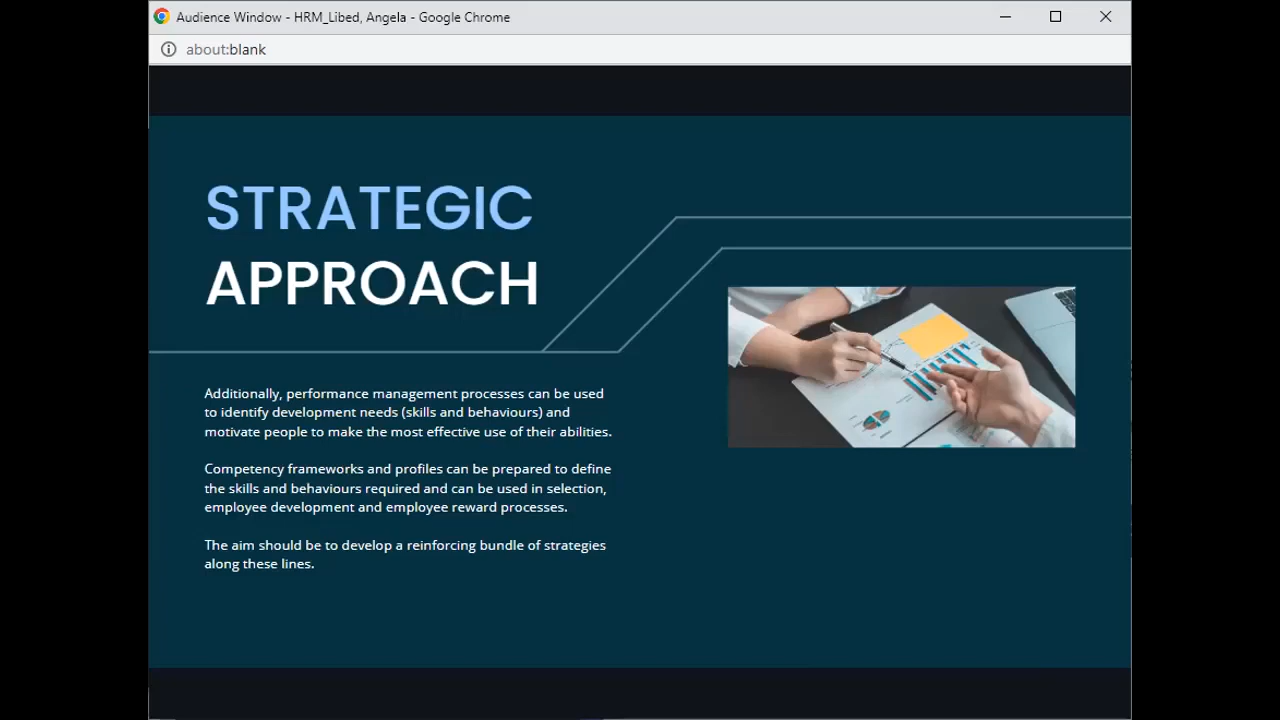 Audience Window - HRM_Libed, Angela - Google Chrome
about:blank
STRATEGIC
APPROACH
Additionally, performance management processes can be used
to identify development needs (skills and behaviours) and
motivate people to make the most effective use of their abilities.
Competency frameworks and profiles can be prepared to define
the skills and behaviours required and can be used in selection,
employee development and employee reward processes.
The aim should be to develop a reinforcing bundle of strategies
along these lines.